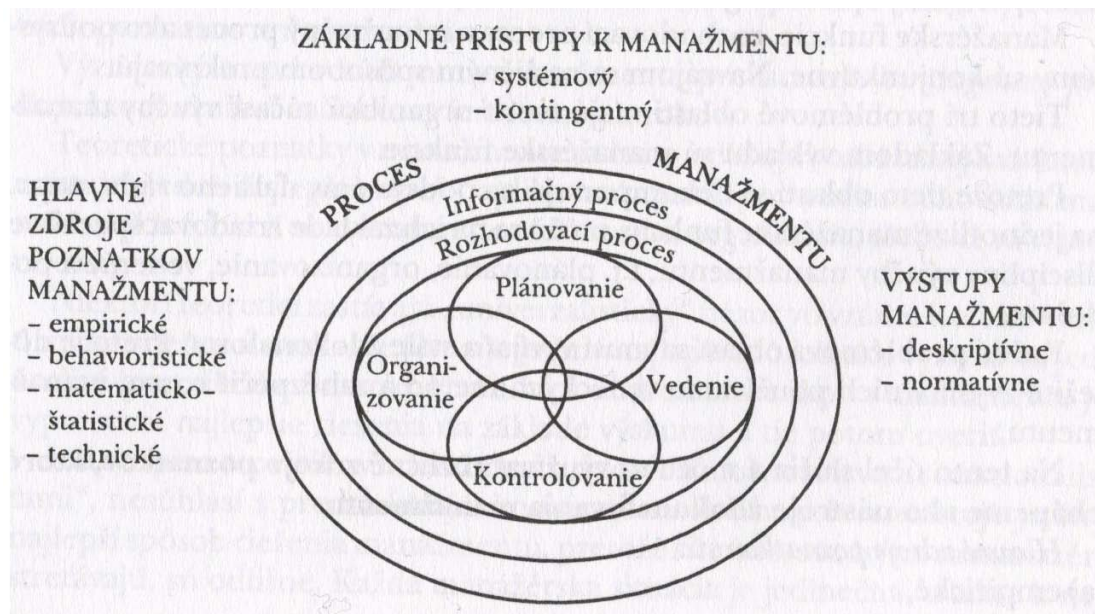 ZÁKLADNÉ PRÍSTUPY K MANAŽMENTU:
– systémový
– kontingentný
HLAVNÉ
ZDROJE
POZNATKOV
MANAŽMENTU:
– empirické
– behavioristické
– matematicko-
štatistické
– technické
PROCES MANAŽMENTU
Informačný proces
Rozhodovací proces
Plánovanie
Organi-
zovanie
Vedenie
Kontrolovanie
VÝSTUPY
MANAŽMENTU:
– deskriptívne
– normatívne